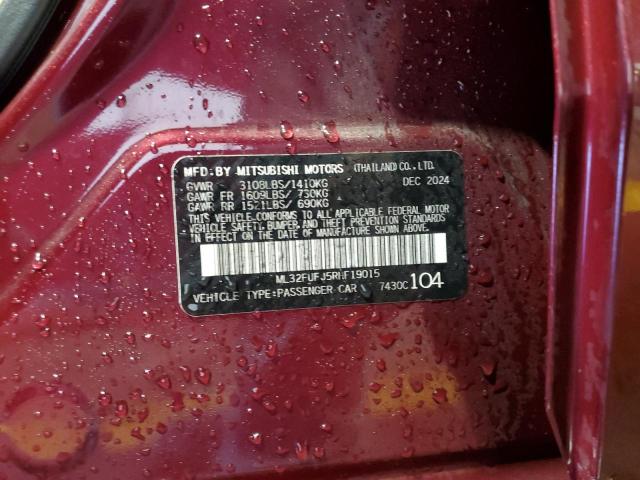 MFD. BY MITSUBISHI MOTORS (THAILAND) CO., LTD.
GVWR 3108LBS/1410KG DEC 2024
GAWR FR 1609LBS/ 730KG
GAWR RR 1521LBS/ 690KG
THIS VEHICLE CONFORMS TO ALL APPLICABLE FEDERAL MOTOR
VEHICLE SAFETY, BUMPER, AND THEFT PREVENTION STANDARDS
IN EFFECT ON THE DATE OF MANUFACTURE SHOWN ABOVE.
ML32FUFJ5RHF19015
VEHICLE TYPE:PASSENGER CAR 7430C 104